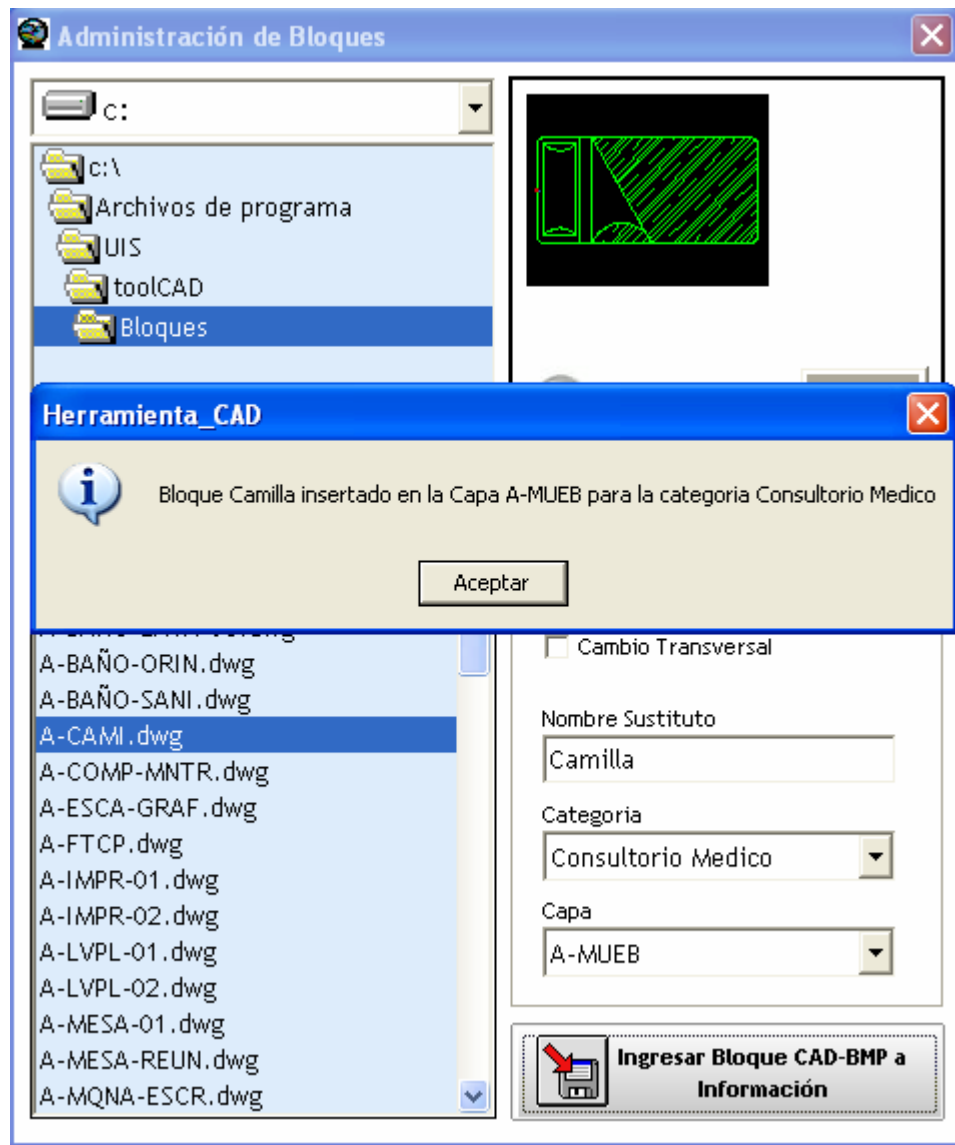 Administración de Bloques
c:
c:\
Archivos de programa
UIS
toolCAD
Bloques
Herramienta_CAD
Bloque Camilla insertado en la Capa A-MUEB para la categoria Consultorio Medico
Aceptar
A-BAÑO-ORIN.dwg
A-BAÑO-SANI.dwg
A-CAMI.dwg
A-COMP-MNTR.dwg
A-ESCA-GRAF.dwg
A-FTCP.dwg
A-IMPR-01.dwg
A-IMPR-02.dwg
A-LVPL-01.dwg
A-LVPL-02.dwg
A-MESA-01.dwg
A-MESA-REUN.dwg
A-MQNA-ESCR.dwg
Cambio Transversal
Nombre Sustituto
Camilla
Categoria
Consultorio Medico
Capa
A-MUEB
Ingresar Bloque CAD-BMP a
Información